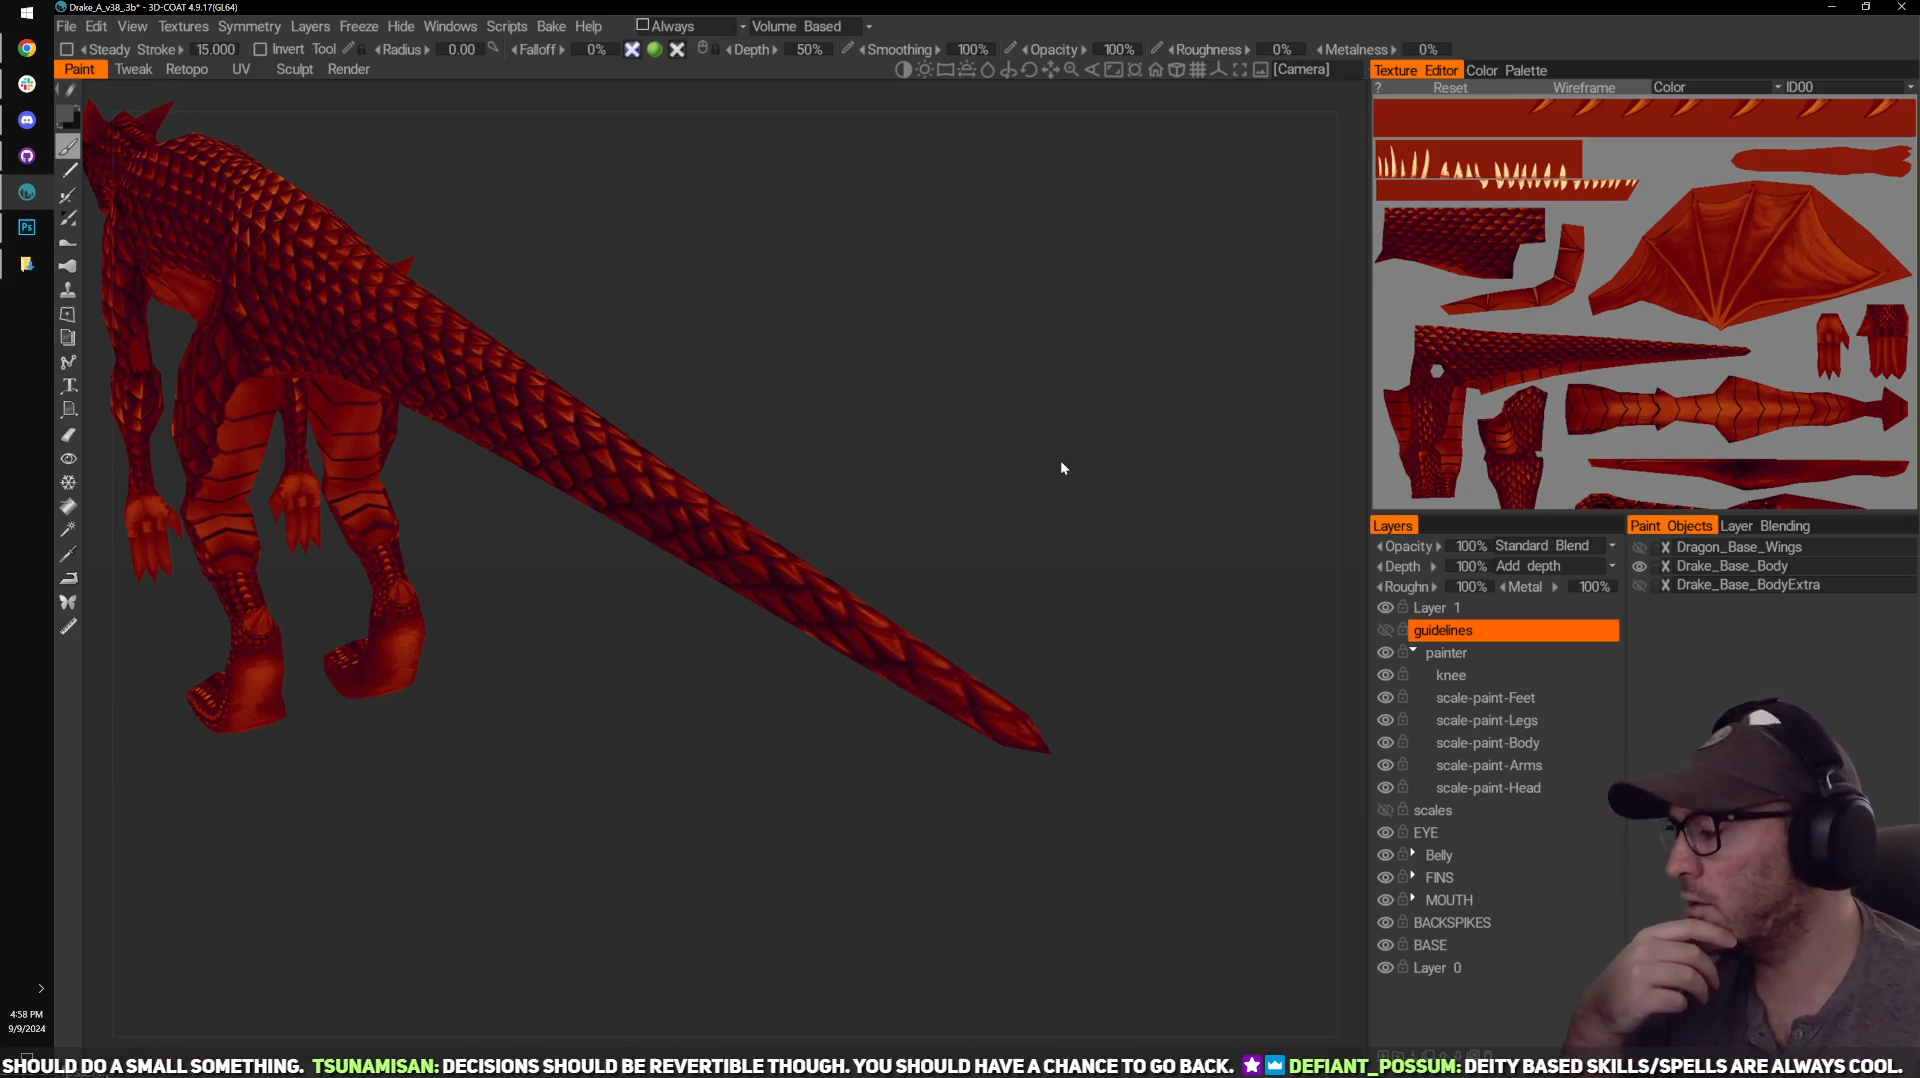 Drake_A_v38_.3b* - 3D-COAT 4.9.17(GL64)
File Edit View Textures Symmetry Layers Freeze Hide Windows Scripts Bake Help Always Volume Based
Steady Stroke 15.000 Invert Tool Radius 0.00 Falloff 0% Depth 50% Smoothing 100% Opacity 100% Roughness 0% Metalness 0%
Paint Tweak Retopo UV Sculpt Render [Camera]
Texture Editor Color Palette
? Reset Wireframe Color ID00
Ps
T
Layers
Opacity 100% Standard Blend
Depth 100% Add depth
Roughn 100% Metal 100%
Layer 1
guidelines
painter
knee
scale-paint-Feet
scale-paint-Legs
scale-paint-Body
scale-paint-Arms
scale-paint-Head
scales
EYE
Belly
FINS
MOUTH
BACKSPIKES
BASE
Layer 0
Paint Objects Layer Blending
X Dragon_Base_Wings
X Drake_Base_Body
X Drake_Base_BodyExtra
4:58 PM
9/9/2024
SHOULD DO A SMALL SOMETHING. TSUNAMISAN: DECISIONS SHOULD BE REVERTIBLE THOUGH. YOU SHOULD HAVE A CHANCE TO GO BACK. DEFIANT_POSSUM: DEITY BASED SKILLS/SPELLS ARE ALWAYS COOL.